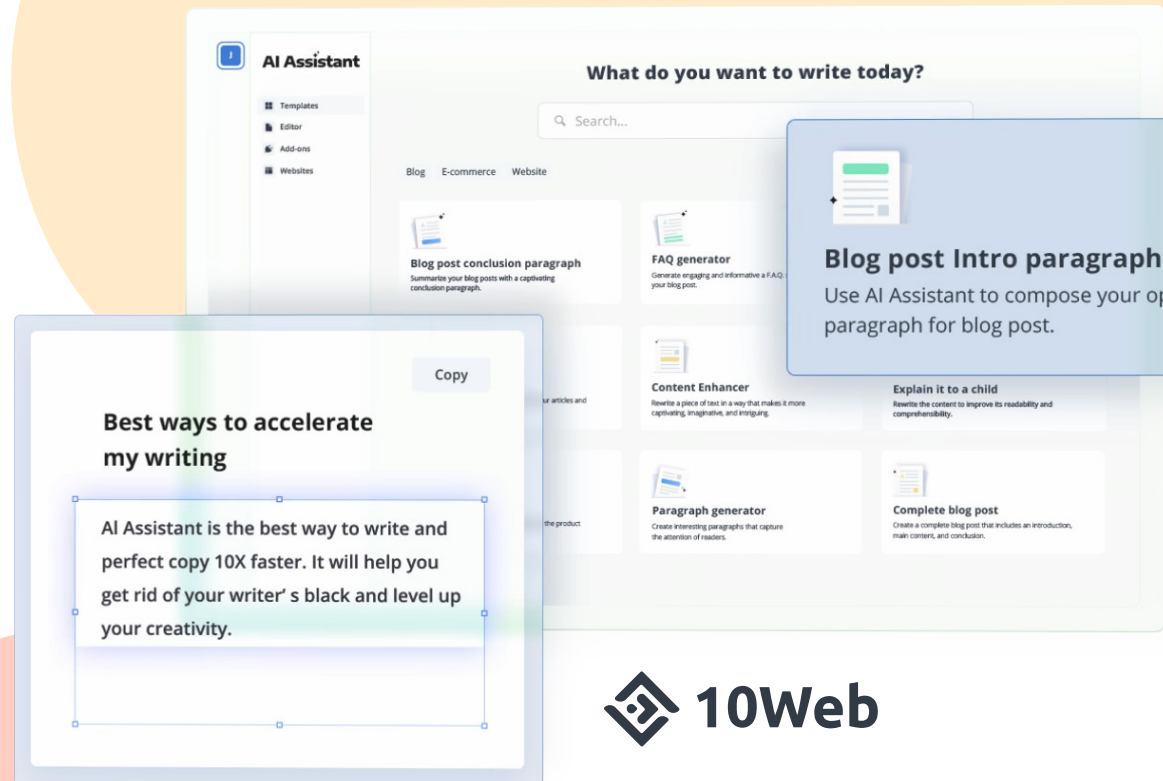 J
AI Assistant
Templates
Editor
Add-ons
Websites
What do you want to write today?
Search...
Blog E-commerce Website
Blog post conclusion paragraph
Summarize your blog posts with a captivating
conclusion paragraph.
FAQ generator
Generate engaging and informative a F.A.Q.
your blog post.
Blog post Intro paragraph
Use AI Assistant to compose your op
paragraph for blog post.
ur articles and
Content Enhancer
Rewrite a piece of text in a way that makes it more
captivating, imaginative, and intriguing.
Explain it to a child
Rewrite the content to improve its readability and
comprehensibility.
the product
Paragraph generator
Create interesting paragraphs that capture
the attention of readers.
Complete blog post
Create a complete blog post that includes an introduction,
main content, and conclusion.
Copy
Best ways to accelerate
my writing
AI Assistant is the best way to write and
perfect copy 10X faster. It will help you
get rid of your writer’ s black and level up
your creativity.
10Web